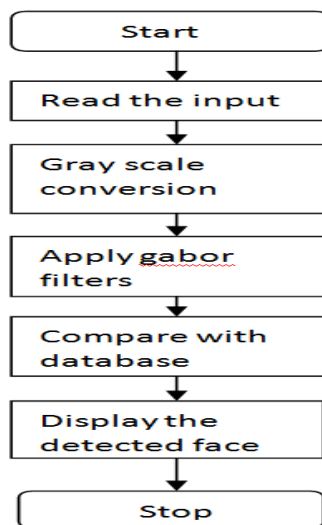 Start
Read the input
Gray scale
conversion
Apply gabor
filters
Compare with
database
Display the
detected face
Stop